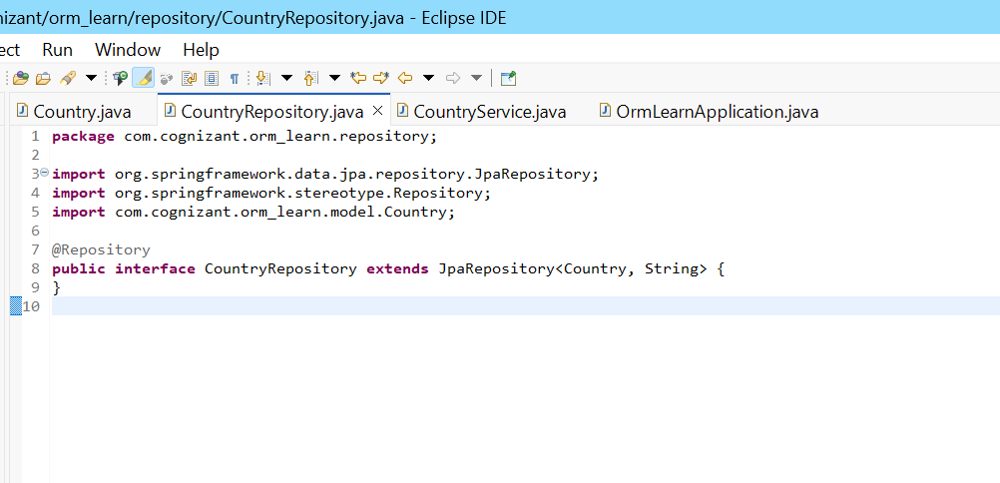 nizant/orm_learn/repository/CountryRepository.java - Eclipse IDE
ect Run Window Help
Country.java CountryRepository.java CountryService.java OrmLearnApplication.java
1 package com.cognizant.orm_learn.repository;
2
3 import org.springframework.data.jpa.repository.JpaRepository;
4 import org.springframework.stereotype.Repository;
5 import com.cognizant.orm_learn.model.Country;
6
7 @Repository
8 public interface CountryRepository extends JpaRepository<Country, String> {
9 }
10